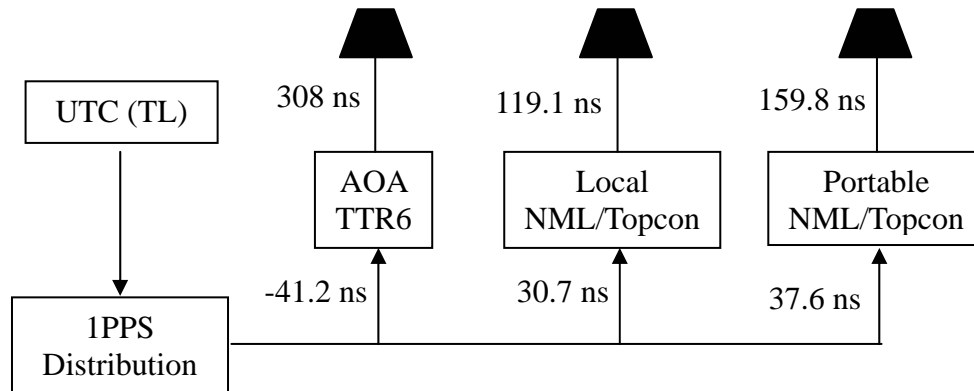 308 ns
119.1 ns
159.8 ns
UTC (TL)
AOA
TTR6
Local
NML/Topcon
Portable
NML/Topcon
-41.2 ns
30.7 ns
37.6 ns
1PPS
Distribution